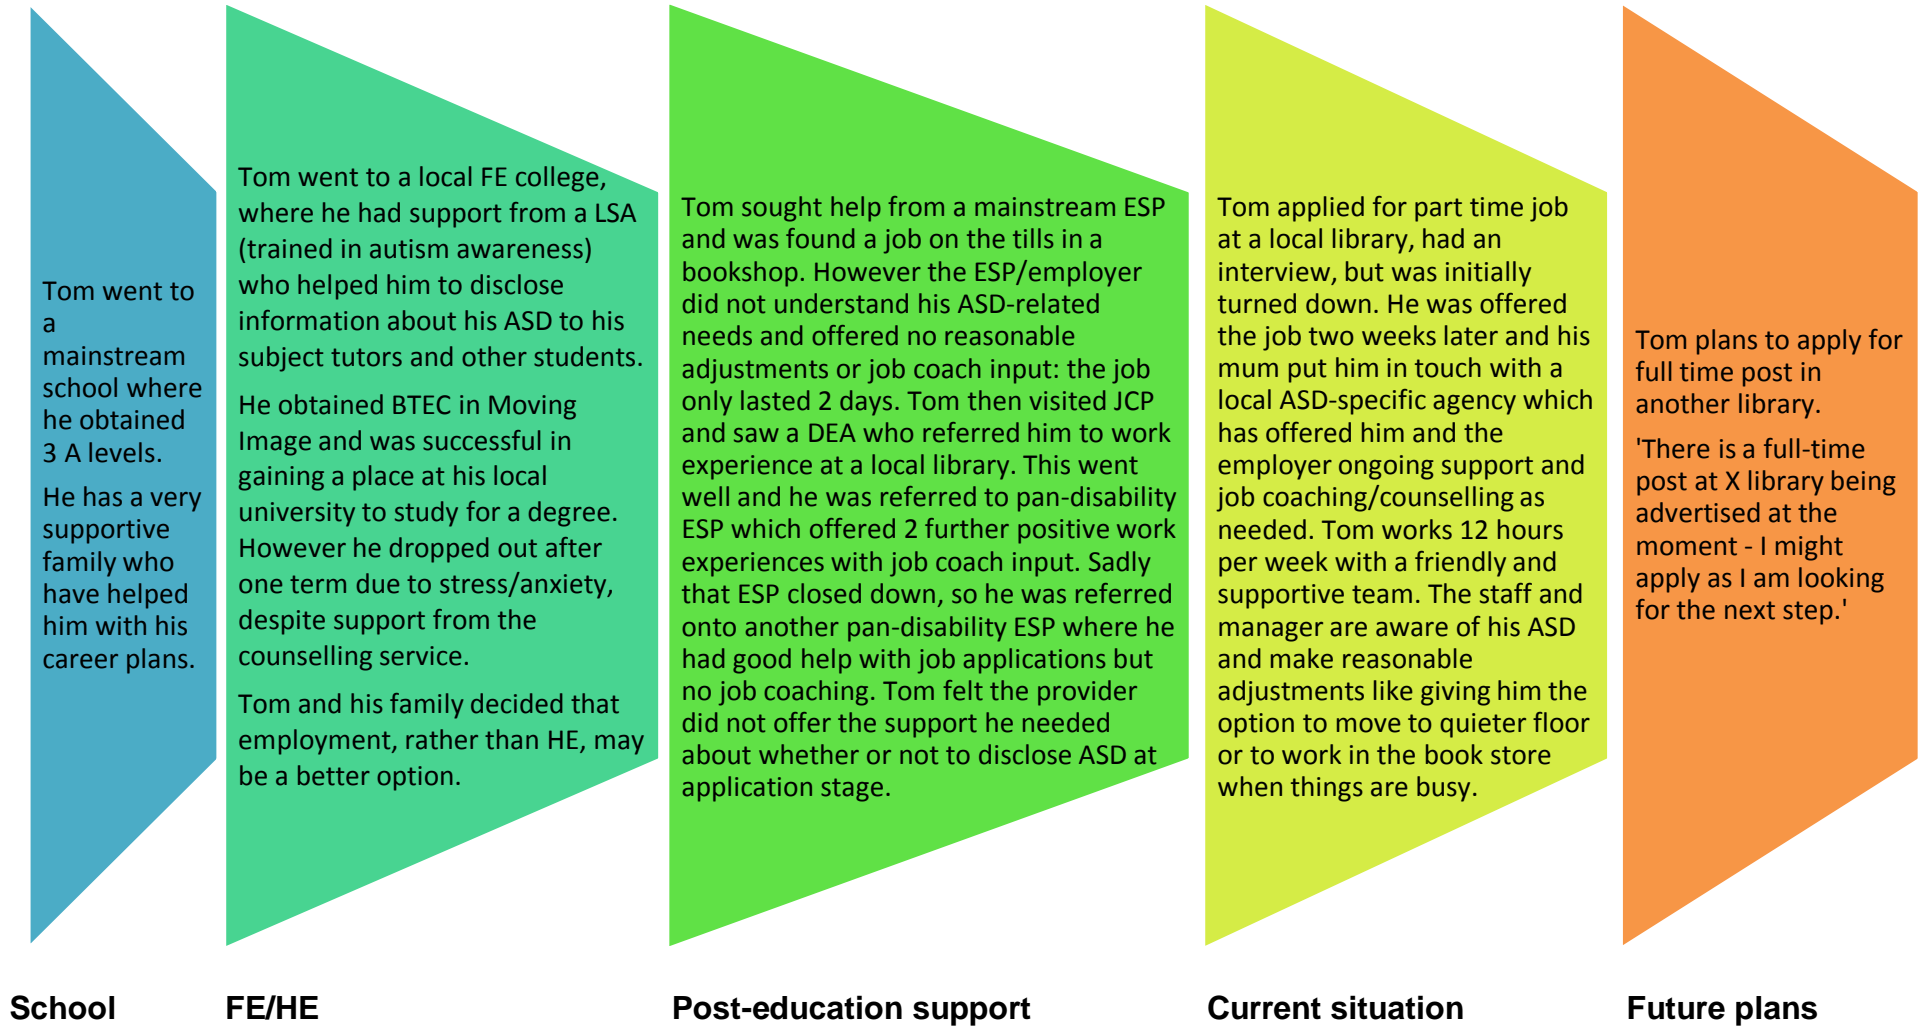 Tom went to
a
mainstream
school where
he obtained
3 A levels.
He has a very
supportive
family who
have helped
him with his
career plans.
Tom went to a local FE college,
where he had support from a LSA
(trained in autism awareness)
who helped him to disclose
information about his ASD to his
subject tutors and other students.
He obtained BTEC in Moving
Image and was successful in
gaining a place at his local
university to study for a degree.
However he dropped out after
one term due to stress/anxiety,
despite support from the
counselling service.
Tom and his family decided that
employment, rather than HE, may
be a better option.
Tom sought help from a mainstream ESP
and was found a job on the tills in a
bookshop. However the ESP/employer
did not understand his ASD-related
needs and offered no reasonable
adjustments or job coach input: the job
only lasted 2 days. Tom then visited JCP
and saw a DEA who referred him to work
experience at a local library. This went
well and he was referred to pan-disability
ESP which offered 2 further positive work
experiences with job coach input. Sadly
that ESP closed down, so he was referred
onto another pan-disability ESP where he
had good help with job applications but
no job coaching. Tom felt the provider
did not offer the support he needed
about whether or not to disclose ASD at
application stage.
Tom applied for part time job
at a local library, had an
interview, but was initially
turned down. He was offered
the job two weeks later and his
mum put him in touch with a
local ASD-specific agency which
has offered him and the
employer ongoing support and
job coaching/counselling as
needed. Tom works 12 hours
per week with a friendly and
supportive team. The staff and
manager are aware of his ASD
and make reasonable
adjustments like giving him the
option to move to quieter floor
or to work in the book store
when things are busy.
Tom plans to apply for
full time post in
another library.
'There is a full-time
post at X library being
advertised at the
moment - I might
apply as I am looking
for the next step.'
School
FE/HE
Post-education support
Current situation
Future plans